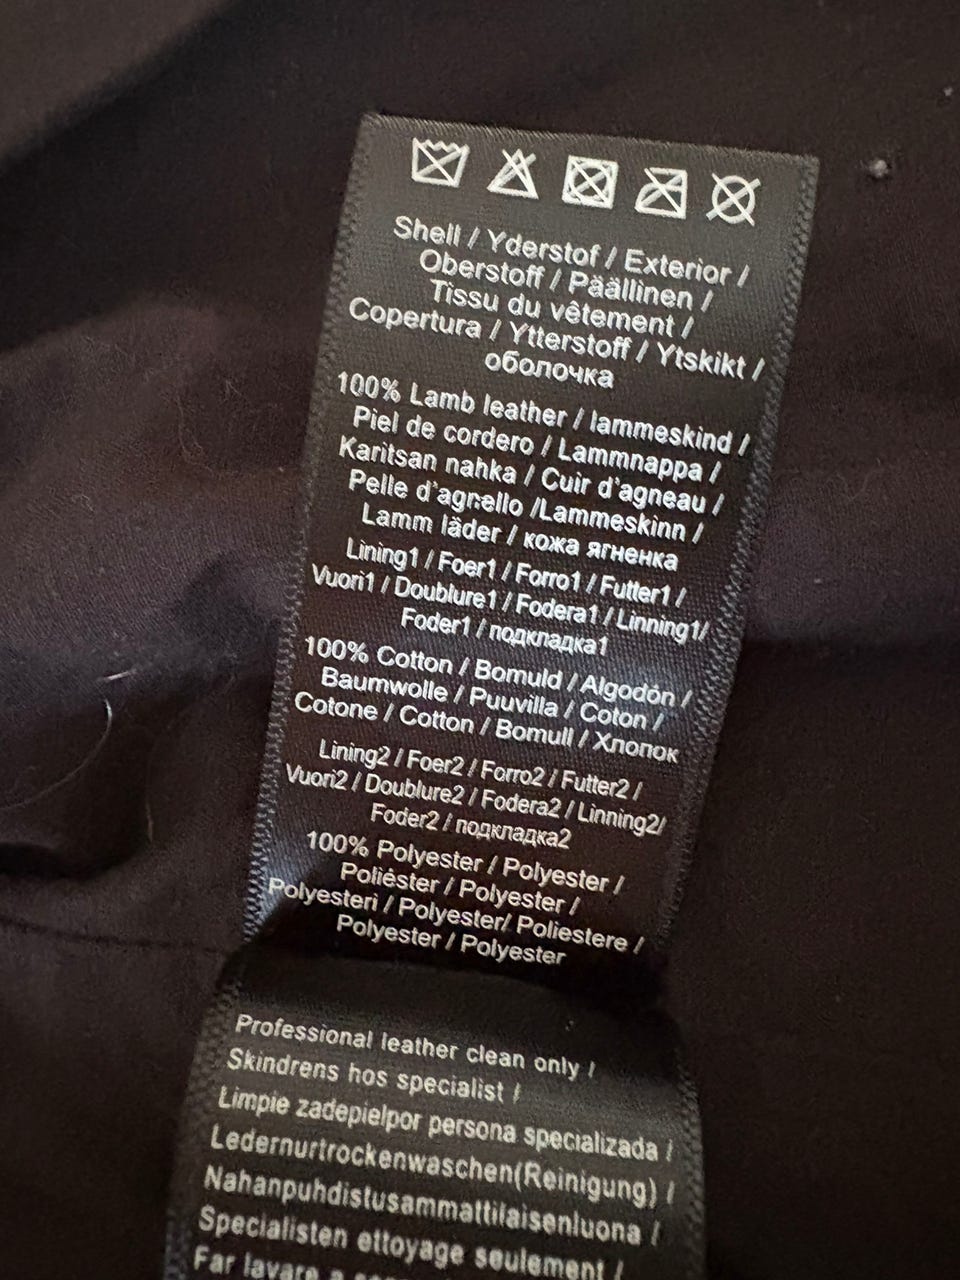 Shell / Yderstof / Exterior /
Oberstoff / Päällinen /
Tissu du vêtement /
Copertura / Ytterstoff / Ytskikt /
оболочка
100% Lamb leather / lammeskind /
Piel de cordero / Lammnappa /
Karitsan nahka / Cuir d'agneau /
Pelle d'agnello /Lammeskinn /
Lamm läder / кожа ягненка
Lining1 / Foer1 / Forro1 / Futter1 /
Vuori1 / Doublure1 / Fodera1 / Linning1/
Foder1 / подкладка1
100% Cotton / Bomuld / Algodón /
Baumwolle / Puuvilla / Coton /
Cotone / Cotton / Bomull / Хлопок
Lining2 / Foer2 / Forro2 / Futter2 /
Vuori2 / Doublure2 / Fodera2 / Linning2/
Foder2 / подкладка2
100% Polyester / Polyester /
Poliéster / Polyester /
Polyesteri / Polyester/ Poliestere /
Polyester / Polyester
Professional leather clean only /
Skindrens hos specialist /
Limpie zadepielpor persona specializada /
Ledernurtrockenwaschen(Reinigung) /
Nahanpuhdistusammattilaisenluona /
Specialisten ettoyage seulement /
Far lavare a